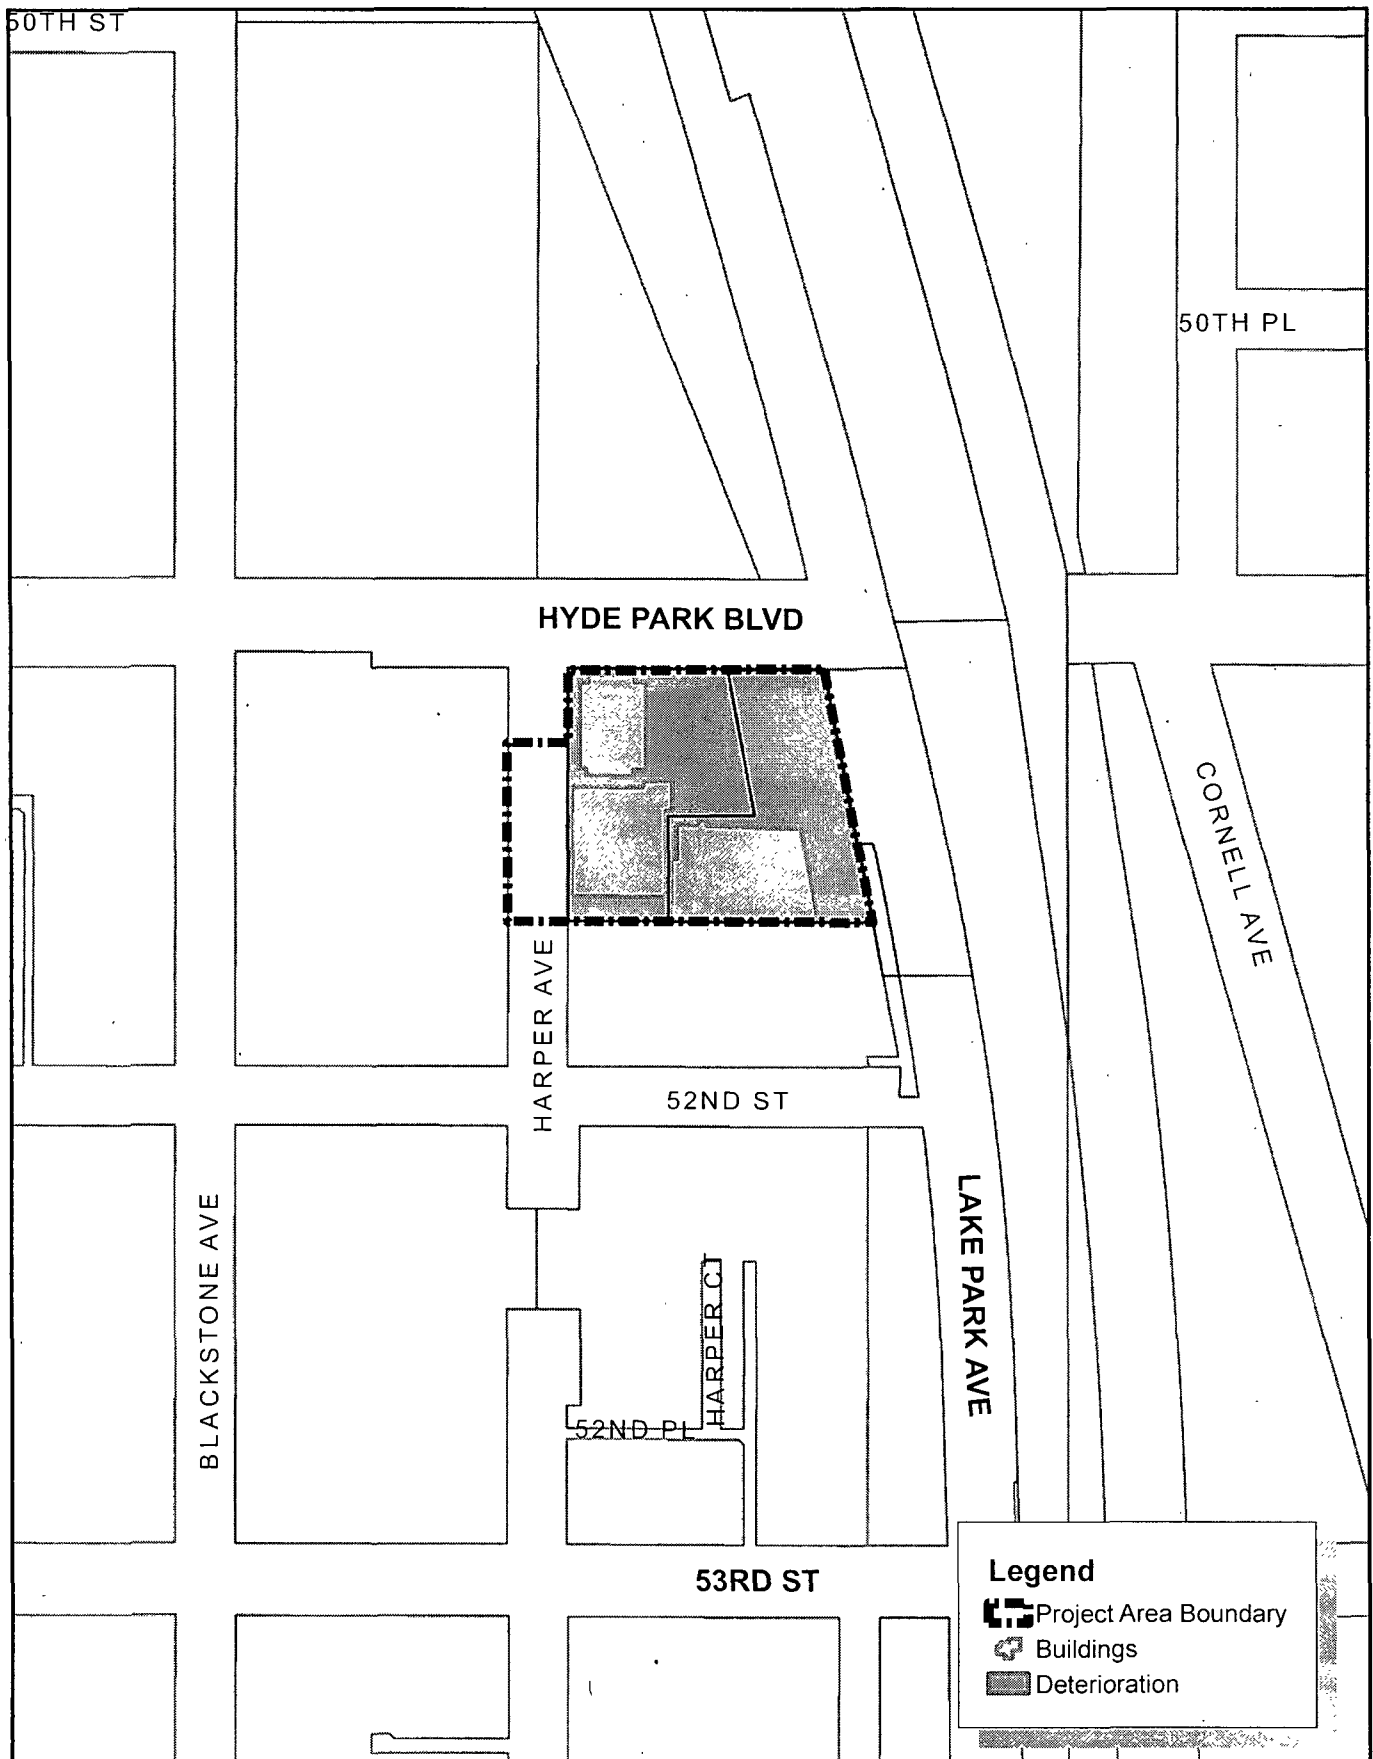 50TH ST
50TH PL
HYDE PARK BLVD
CORNELL AVE
HARPER AVE
52ND ST
BLACKSTONE AVE
LAKE PARK AVE
HARPER CT
52ND PL
53RD ST
Legend
Project Area Boundary
Buildings
Deterioration